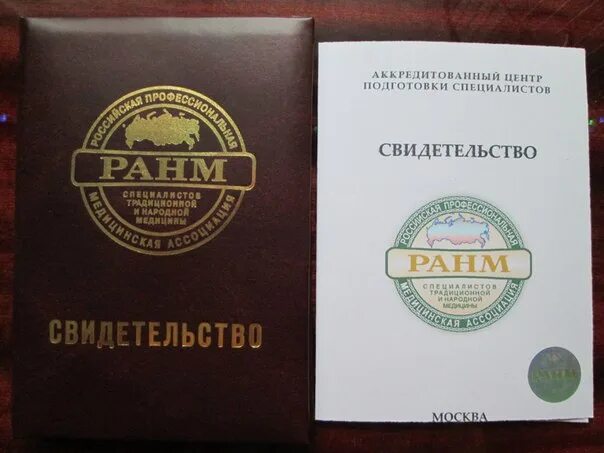 РОССИЙСКАЯ ПРОФЕССИОНАЛЬНАЯ
РАНМ
СПЕЦИАЛИСТОВ
ТРАДИЦИОННОЙ
И НАРОДНОЙ
МЕДИЦИНЫ
МЕДИЦИНСКАЯ АССОЦИАЦИЯ
СВИДЕТЕЛЬСТВО
АККРЕДИТОВАННЫЙ ЦЕНТР
ПОДГОТОВКИ СПЕЦИАЛИСТОВ
СВИДЕТЕЛЬСТВО
РОССИЙСКАЯ ПРОФЕССИОНАЛЬНАЯ
РАНМ
СПЕЦИАЛИСТОВ
ТРАДИЦИОННОЙ
И НАРОДНОЙ
МЕДИЦИНЫ
МЕДИЦИНСКАЯ АССОЦИАЦИЯ
МОСКВА